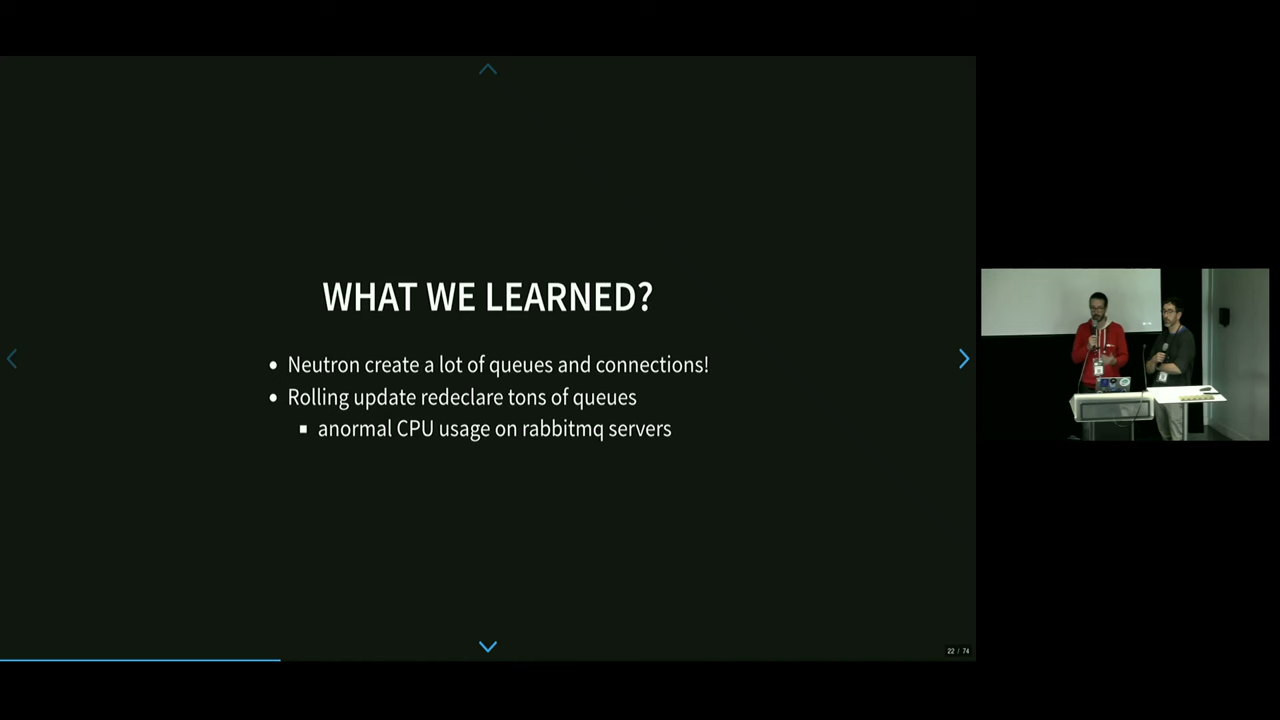 WHAT WE LEARNED?
Neutron create a lot of queues and connections!
Rolling update redeclare tons of queues
anormal CPU usage on rabbitmq servers
22 / 74